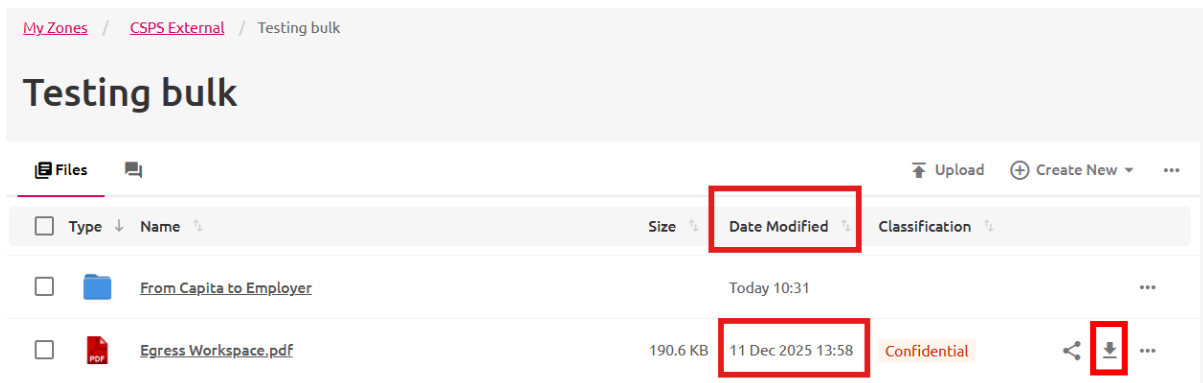 My Zones / CSPS External / Testing bulk
Testing bulk
Files Upload Create New ...
Type Name Size Date Modified Classification
From Capita to Employer Today 10:31 ...
PDF Egress Workspace.pdf 190.6 KB 11 Dec 2025 13:58 Confidential ...